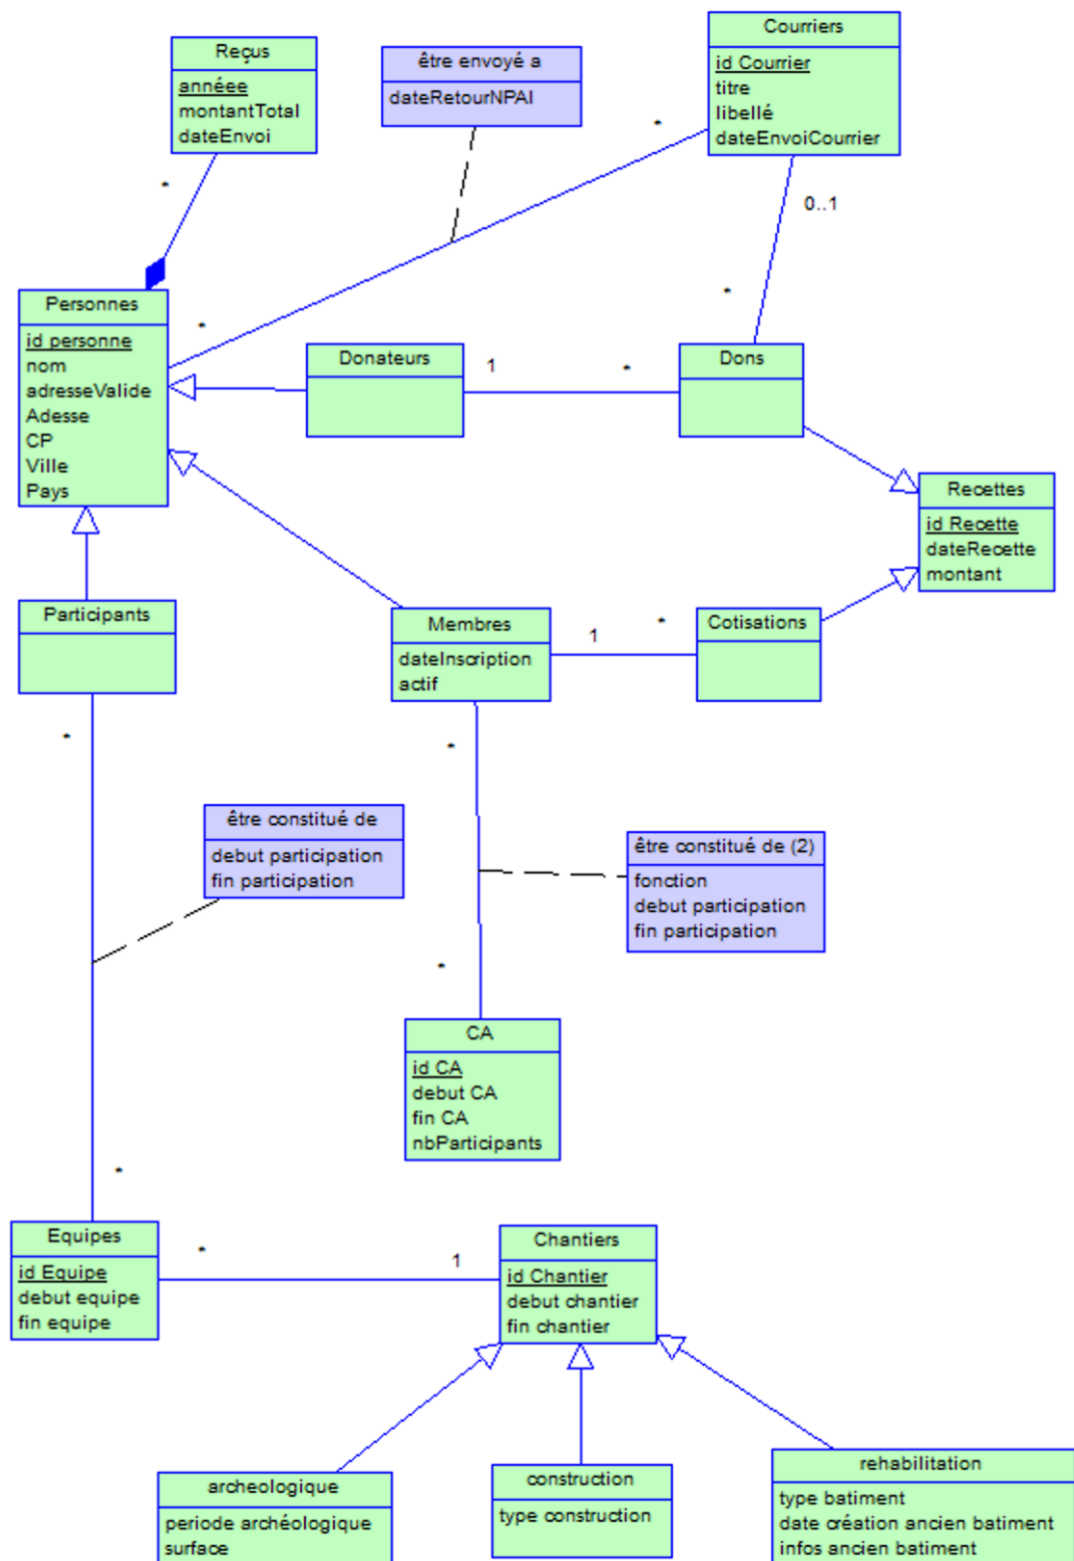 Reçus
annéee
montantTotal
dateEnvoi
être envoyé a
dateRetourNPAI
Courriers
id Courrier
titre
libellé
dateEnvoiCourrier
*
*
0..1
*
*
Personnes
id personne
nom
adresseValide
Adesse
CP
Ville
Pays
Donateurs
1
*
Dons
Recettes
id Recette
dateRecette
montant
Participants
Membres
dateInscription
actif
1
*
Cotisations
*
*
être constitué de
debut participation
fin participation
être constitué de (2)
fonction
debut participation
fin participation
*
CA
id CA
debut CA
fin CA
nbParticipants
*
Equipes
id Equipe
debut equipe
fin equipe
*
1
Chantiers
id Chantier
debut chantier
fin chantier
archeologique
periode archéologique
surface
construction
type construction
rehabilitation
type batiment
date création ancien batiment
infos ancien batiment